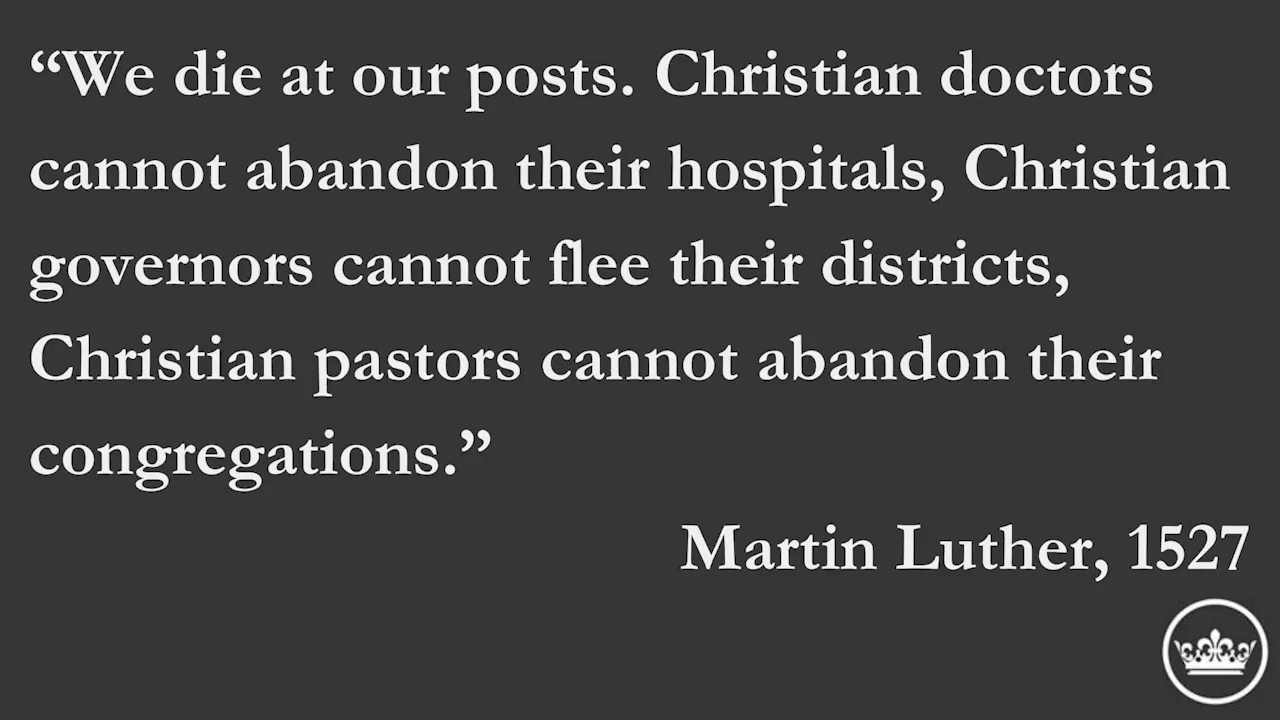 “We die at our posts. Christian doctors
cannot abandon their hospitals, Christian
governors cannot flee their districts,
Christian pastors cannot abandon their
congregations.”
Martin Luther, 1527